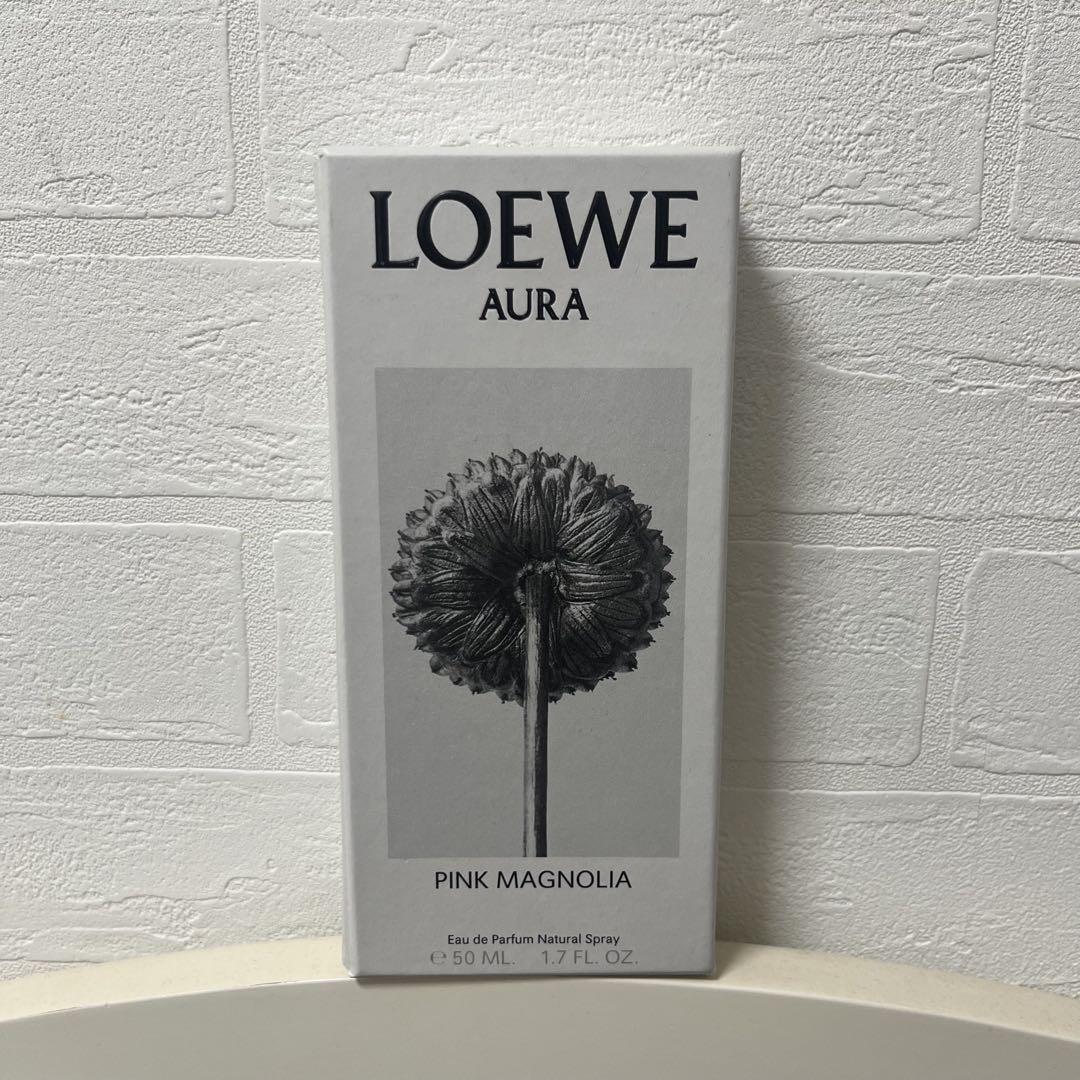 LOEWE
AURA
PINK MAGNOLIA
Eau de Parfum Natural Spray
℮ 50 ML. 1.7 FL. OZ.